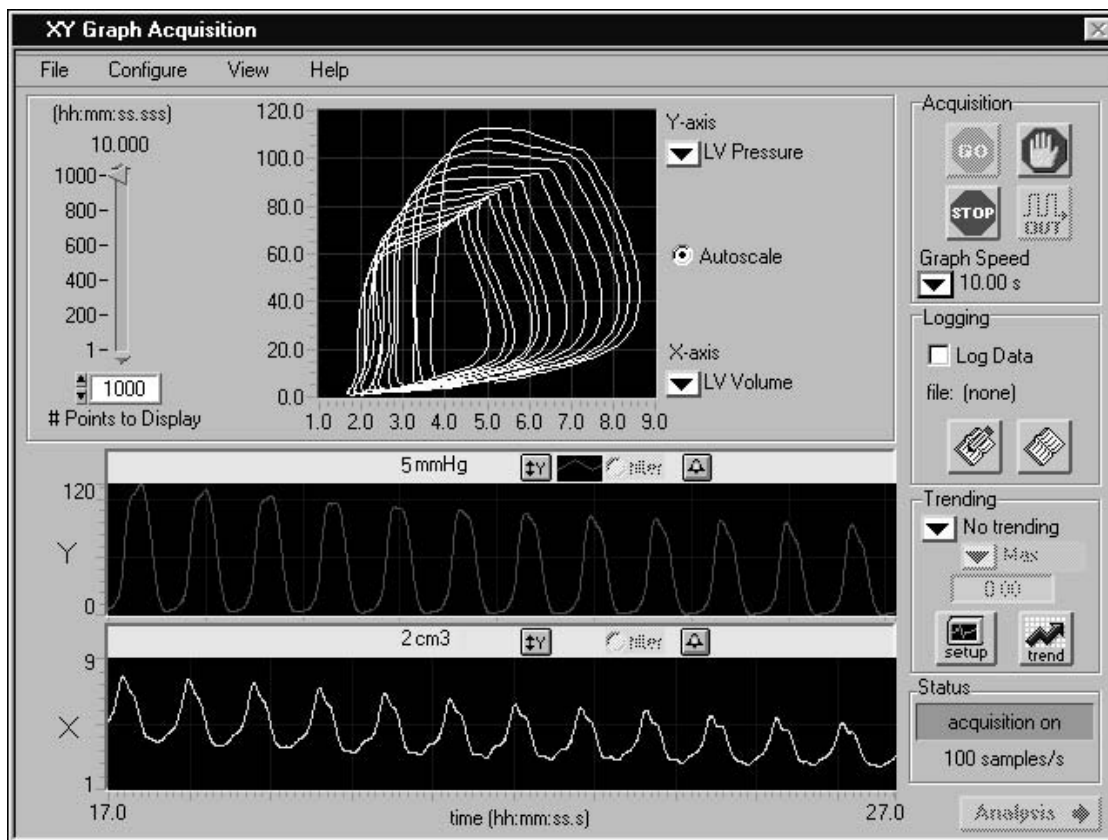 XY Graph Acquisition
File Configure View Help
(hh:mm:ss.sss)
10.000
1000
800
600
400
200
1
1000
# Points to Display
120.0
100.0
80.0
60.0
40.0
20.0
0.0
1.0 2.0 3.0 4.0 5.0 6.0 7.0 8.0 9.0
Y-axis
LV Pressure
Autoscale
X-axis
LV Volume
Acquisition
GO
STOP
OUT
Graph Speed
10.00 s
Logging
Log Data
file: (none)
Trending
No trending
Max
0.00
setup trend
Status
acquisition on
100 samples/s
Analysis
5 mmHg Y filter
120
Y
0
2 cm3 Y filter
9
X
1
17.0 time (hh:mm:ss.s) 27.0